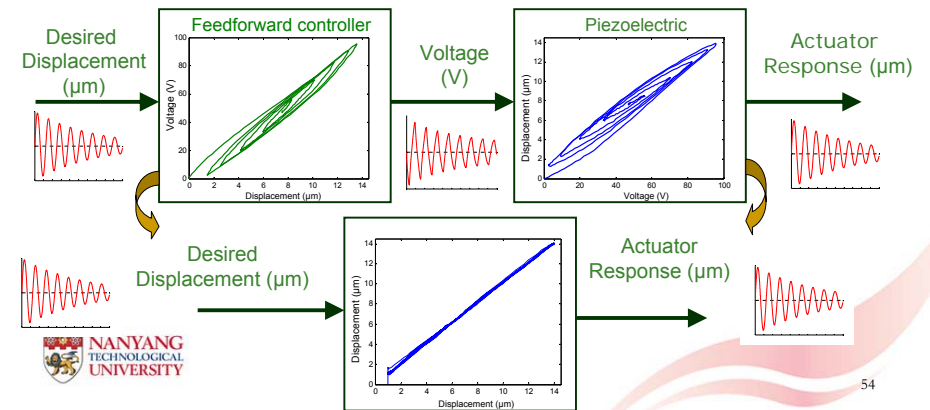 Desired
Displacement
(µm)
Feedforward controller
Voltage (V)
100
80
60
40
20
0
0 2 4 6 8 10 12 14
Displacement (µm)
Voltage
(V)
Piezoelectric
Displacement (µm)
14
12
10
8
6
4
2
0
0 20 40 60 80 100
Voltage (V)
Actuator
Response (µm)
Desired
Displacement (µm)
Displacement (µm)
14
12
10
8
6
4
2
0
0 2 4 6 8 10 12 14
Displacement (µm)
Actuator
Response (µm)
NANYANG
TECHNOLOGICAL
UNIVERSITY
54